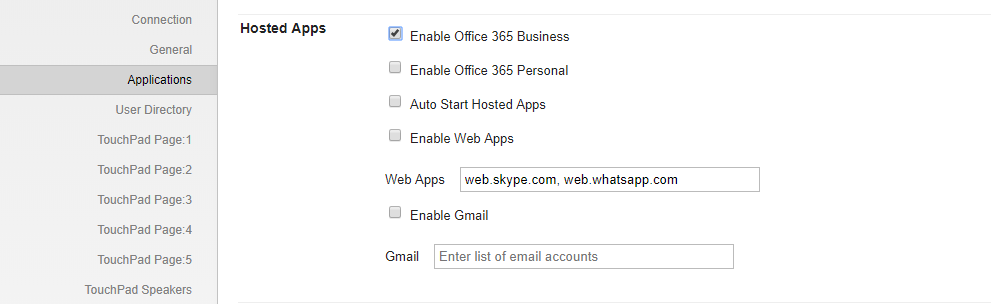 Connection
General
Applications
User Directory
TouchPad Page:1
TouchPad Page:2
TouchPad Page:3
TouchPad Page:4
TouchPad Page:5
TouchPad Speakers
Hosted Apps
Enable Office 365 Business
Enable Office 365 Personal
Auto Start Hosted Apps
Enable Web Apps
Web Apps web.skype.com, web.whatsapp.com
Enable Gmail
Gmail Enter list of email accounts